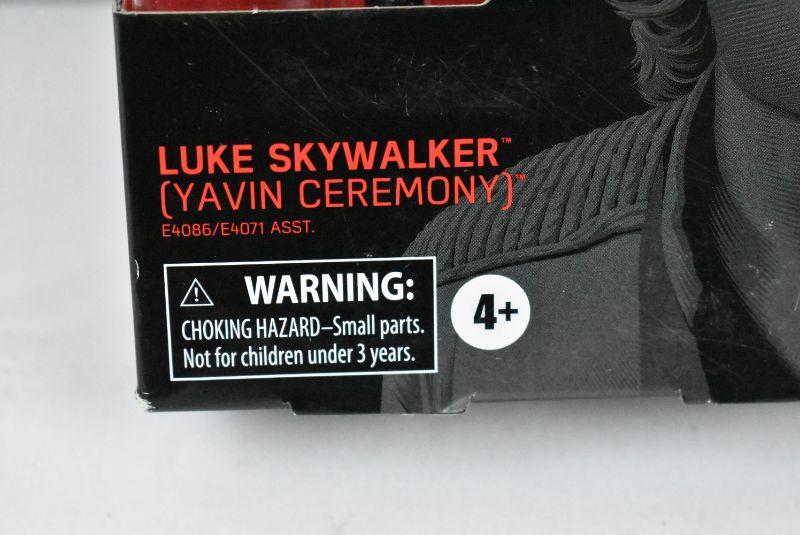 LUKE SKYWALKER™
(YAVIN CEREMONY)™
E4086/E4071 ASST.
WARNING:
CHOKING HAZARD–Small parts.
Not for children under 3 years.
4+